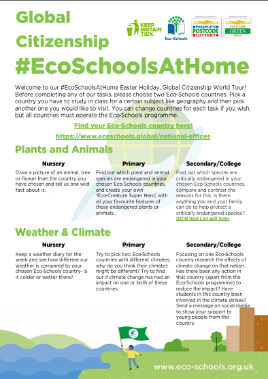 Global
Citizenship
#EcoSchoolsAtHome
KEEP
BRITAIN
TIDY.
Eco-Schools
POSTCODE
LOTTERY
POSTCODE
GREEN
TRUST
Welcome to our #EcoSchoolsAtHome Easter Holiday, Global Citizenship World Tour!
Before completing any of our tasks, please choose two Eco-Schools countries. Pick a
country you have to study in class for a certain subject like geography and then pick
another one you would like to visit. You can change countries for each task if you wish,
but all countries must operate the Eco-Schools programme.
Find your Eco-School country here!
https://www.ecoschools.global/national-offices
Plants and Animals
Nursery
Draw a picture of an animal, tree
or flower from the country you
have chosen and tell us one wild
fact about it.
Primary
Find out which plant and animal
species are endangered in your
chosen Eco-Schools countries,
and create your own
'Eco-Creature Super Hero,' with
all your favourite features of
those endangered plants or
animals.
Secondary/College
Find out which species are
critically endangered in your
chosen Eco-Schools countries,
compare and contrast the
reasons for this. Is there
anything you and your family
can do to help protect a
critically endangered species?
IUCN Red List will help.
Weather & Climate
Nursery
Keep a weather diary for the
week and see how different our
weather is compared to your
chosen Eco-Schools country- is
it colder or wetter there?
Primary
Try to pick two Eco-Schools
countries with different climates,
why do you think their climates
might be different? Try to find
out if climate change has had an
impact on one or both of these
countries.
Secondary/College
Focusing on one Eco-Schools
country research the effects
of climate change on that nation.
Has there been any action in
that country (apart from the
Eco-Schools programme) to
reduce the impact? Have
students in this country been
involved in the climate strikes?
Send a message on social media
to show your support to
young people from this
country.
www.eco-schools.org.uk